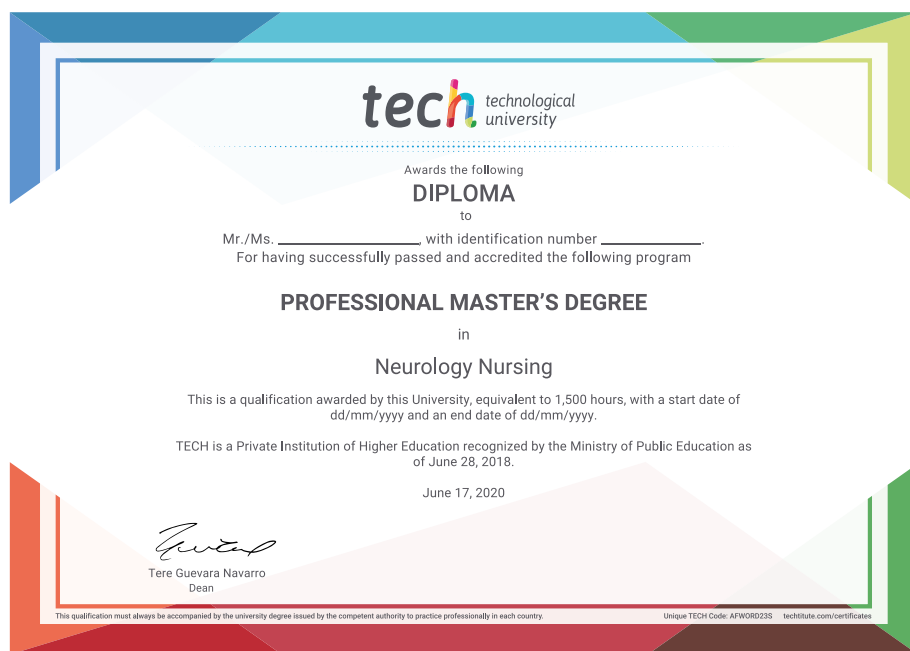 tech technological
university
Awards the following
DIPLOMA
to
Mr./Ms. ________________, with identification number ____________.
For having successfully passed and accredited the following program
PROFESSIONAL MASTER'S DEGREE
in
Neurology Nursing
This is a qualification awarded by this University, equivalent to 1,500 hours, with a start date of
dd/mm/yyyy and an end date of dd/mm/yyyy.
TECH is a Private Institution of Higher Education recognized by the Ministry of Public Education as
of June 28, 2018.
June 17, 2020
Tere Guevara Navarro
Dean
This qualification must always be accompanied by the university degree issued by the competent authority to practice professionally in each country.
Unique TECH Code: AFWORD23S techtitute.com/certificates